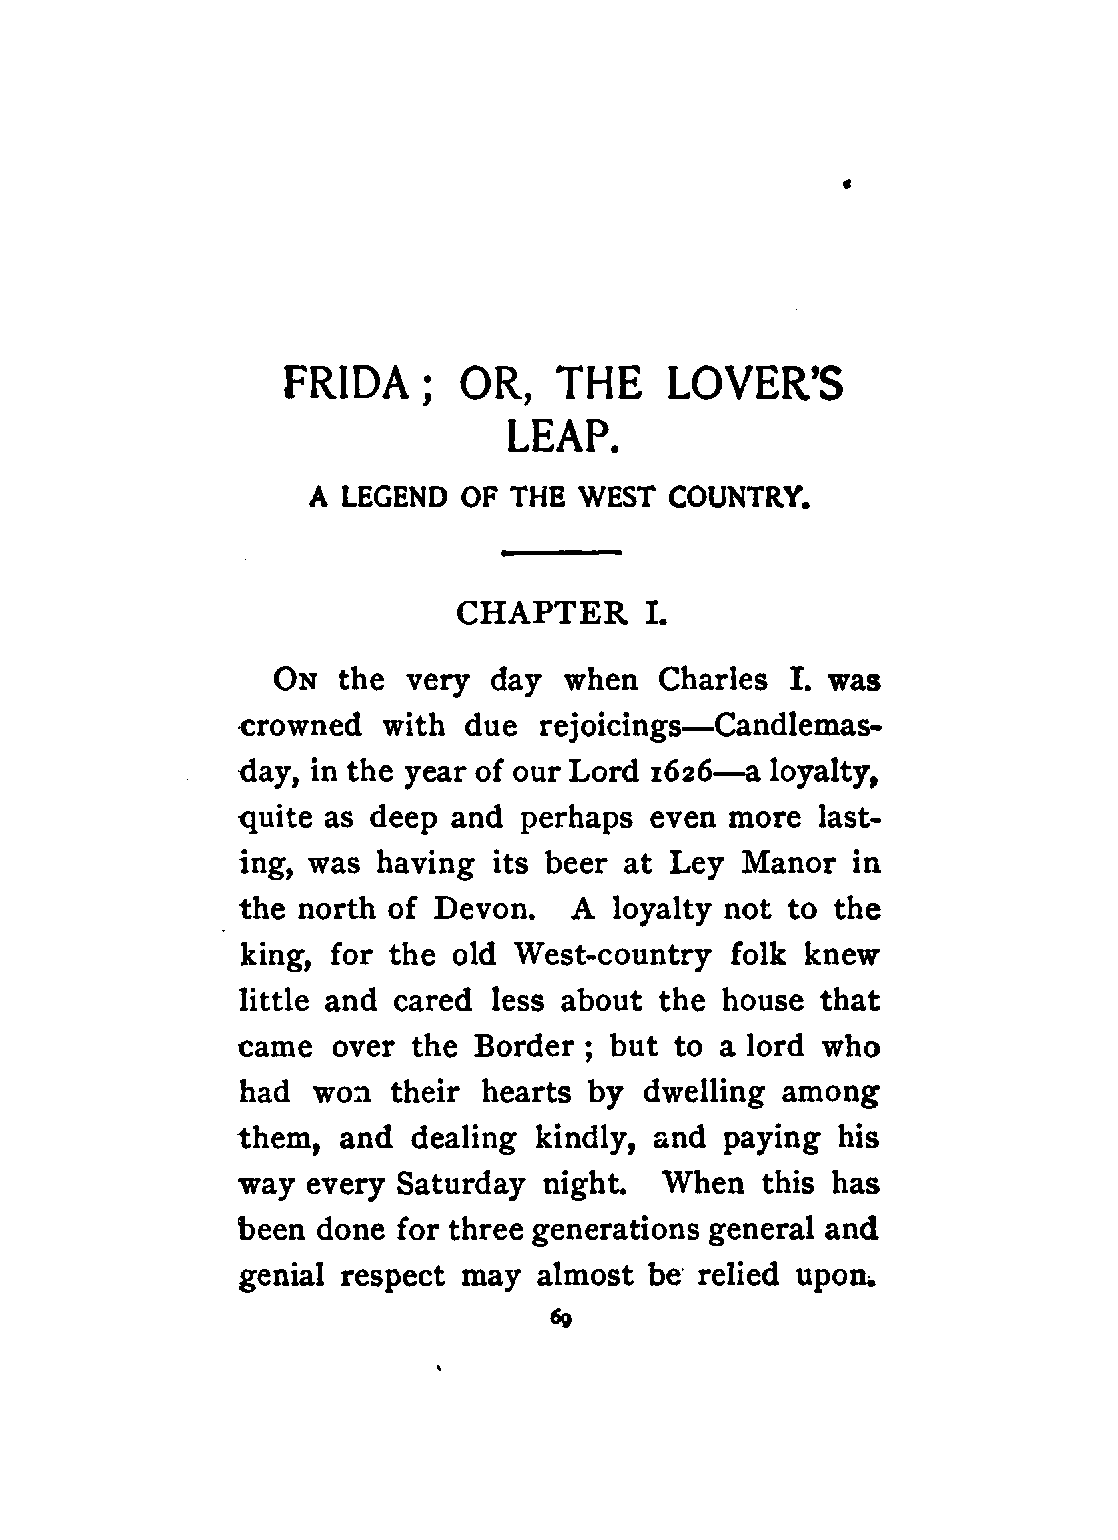 FRIDA; OR, THE LOVER'S
LEAP.
A LEGEND OF THE WEST COUNTRY.
CHAPTER I.
ON the very day when Charles I. was
crowned with due rejoicings—Candlemas-
day, in the year of our Lord 1626—a loyalty,
quite as deep and perhaps even more last-
ing, was having its beer at Ley Manor in
the north of Devon. A loyalty not to the
king, for the old West-country folk knew
little and cared less about the house that
came over the Border; but to a lord who
had won their hearts by dwelling among
them, and dealing kindly, and paying his
way every Saturday night. When this has
been done for three generations general and
genial respect may almost be relied upon.
69